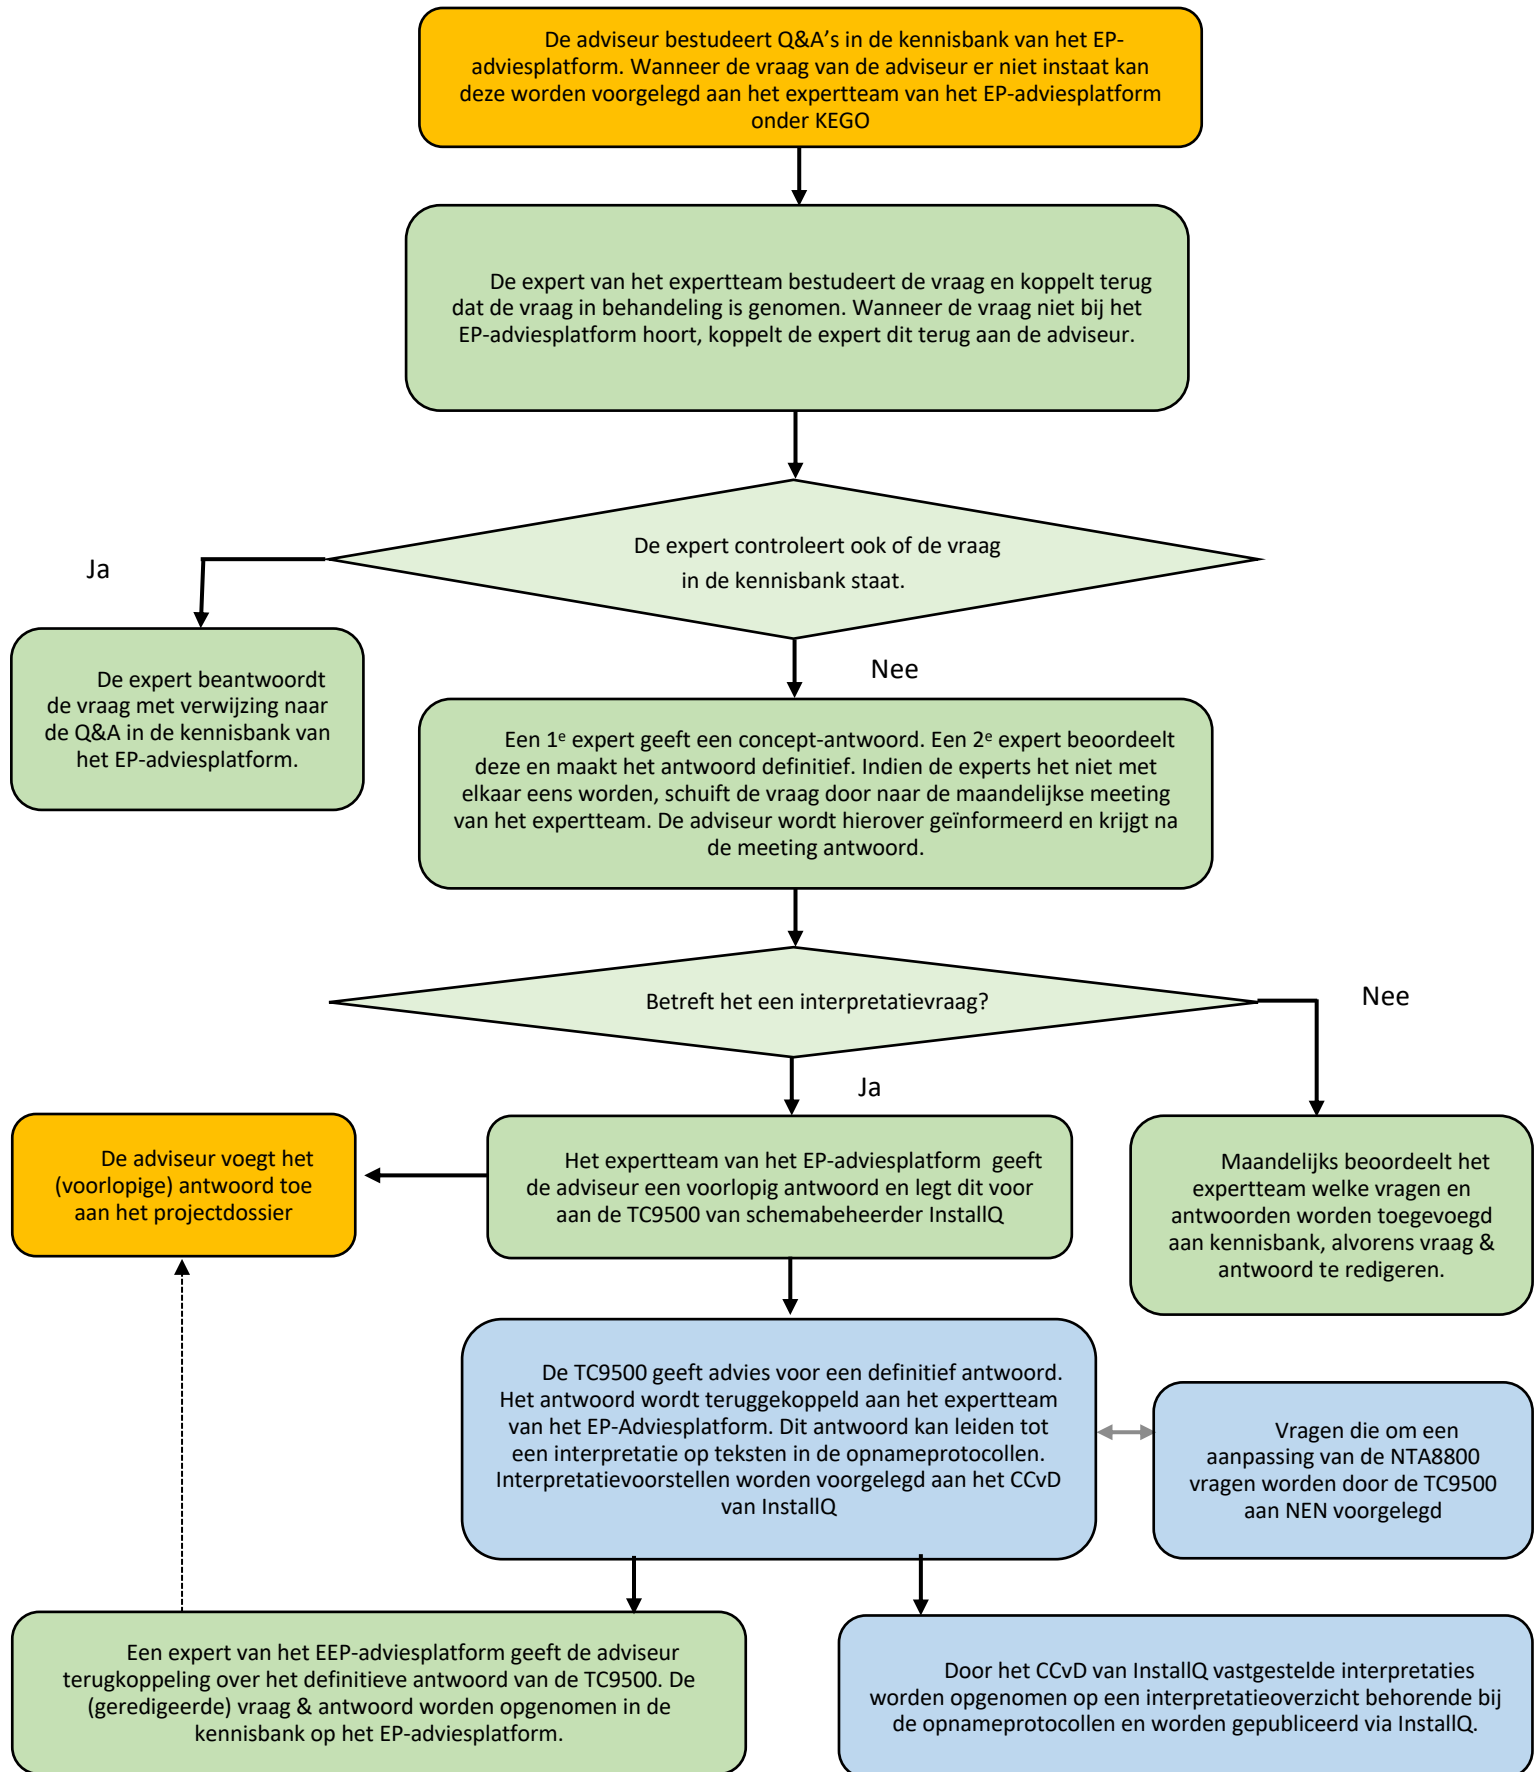 De adviseur bestudeert Q&A’s in de kennisbank van het EP-
adviesplatform. Wanneer de vraag van de adviseur er niet instaat kan
deze worden voorgelegd aan het expertteam van het EP-adviesplatform
onder KEGO
De expert van het expertteam bestudeert de vraag en koppelt terug
dat de vraag in behandeling is genomen. Wanneer de vraag niet bij het
EP-adviesplatform hoort, koppelt de expert dit terug aan de adviseur.
De expert controleert ook of de vraag
in de kennisbank staat.
Ja
De expert beantwoordt
de vraag met verwijzing naar
de Q&A in de kennisbank van
het EP-adviesplatform.
Nee
Een 1e expert geeft een concept-antwoord. Een 2e expert beoordeelt
deze en maakt het antwoord definitief. Indien de experts het niet met
elkaar eens worden, schuift de vraag door naar de maandelijkse meeting
van het expertteam. De adviseur wordt hierover geïnformeerd en krijgt na
de meeting antwoord.
Betreft het een interpretatievraag?
Nee
Ja
De adviseur voegt het
(voorlopige) antwoord toe
aan het projectdossier
Het expertteam van het EP-adviesplatform  geeft
de adviseur een voorlopig antwoord en legt dit voor
aan de TC9500 van schemabeheerder InstallQ
Maandelijks beoordeelt het
expertteam welke vragen en
antwoorden worden toegevoegd
aan kennisbank, alvorens vraag &
antwoord te redigeren.
De TC9500 geeft advies voor een definitief antwoord.
Het antwoord wordt teruggekoppeld aan het expertteam
van het EP-Adviesplatform. Dit antwoord kan leiden tot
een interpretatie op teksten in de opnameprotocollen.
Interpretatievoorstellen worden voorgelegd aan het CCvD
van InstallQ
Vragen die om een
aanpassing van de NTA8800
vragen worden door de TC9500
aan NEN voorgelegd
Een expert van het EEP-adviesplatform geeft de adviseur
terugkoppeling over het definitieve antwoord van de TC9500. De
(geredigeerde) vraag & antwoord worden opgenomen in de
kennisbank op het EP-adviesplatform.
Door het CCvD van InstallQ vastgestelde interpretaties
worden opgenomen op een interpretatieoverzicht behorende bij
de opnameprotocollen en worden gepubliceerd via InstallQ.